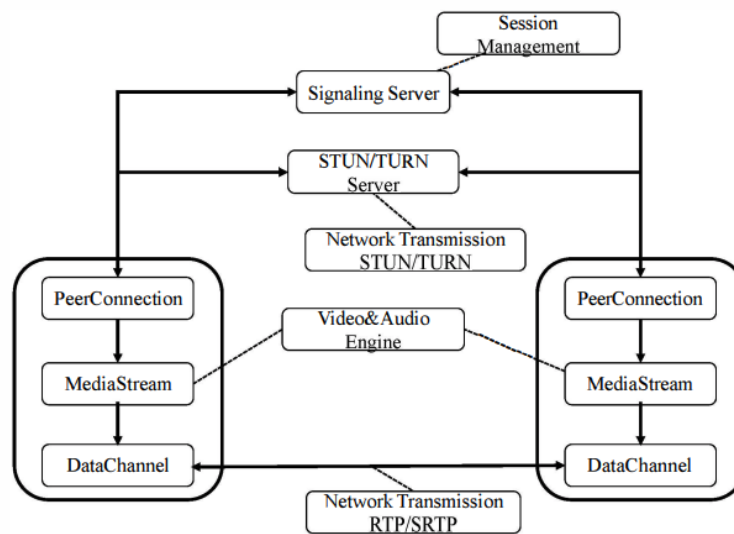 Session
Management
Signaling Server
STUN/TURN
Server
Network Transmission
STUN/TURN
PeerConnection
PeerConnection
Video&Audio
Engine
MediaStream
MediaStream
DataChannel
DataChannel
Network Transmission
RTP/SRTP